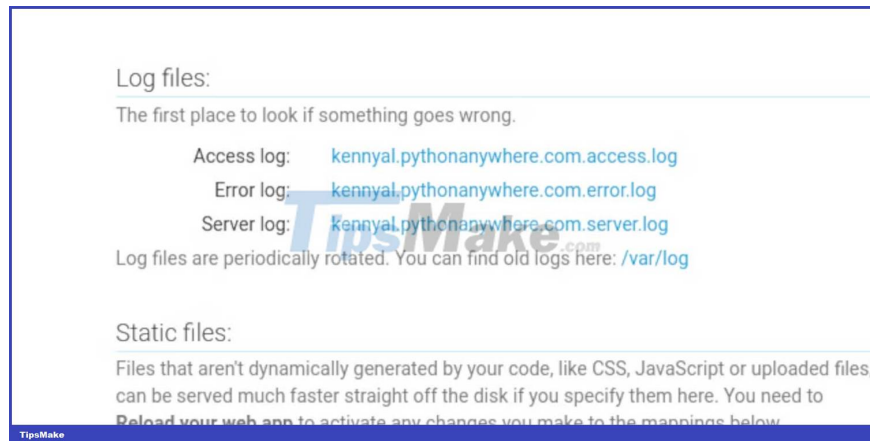 Log files:
The first place to look if something goes wrong.
Access log: kennyal.pythonanywhere.com.access.log
Error log: kennyal.pythonanywhere.com.error.log
Server log: kennyal.pythonanywhere.com.server.log
TipsMake.com
Log files are periodically rotated. You can find old logs here: /var/log
Static files:
Files that aren't dynamically generated by your code, like CSS, JavaScript or uploaded files,
can be served much faster straight off the disk if you specify them here. You need to
Reload your web app to activate any changes you make to the mappings below
TipsMake